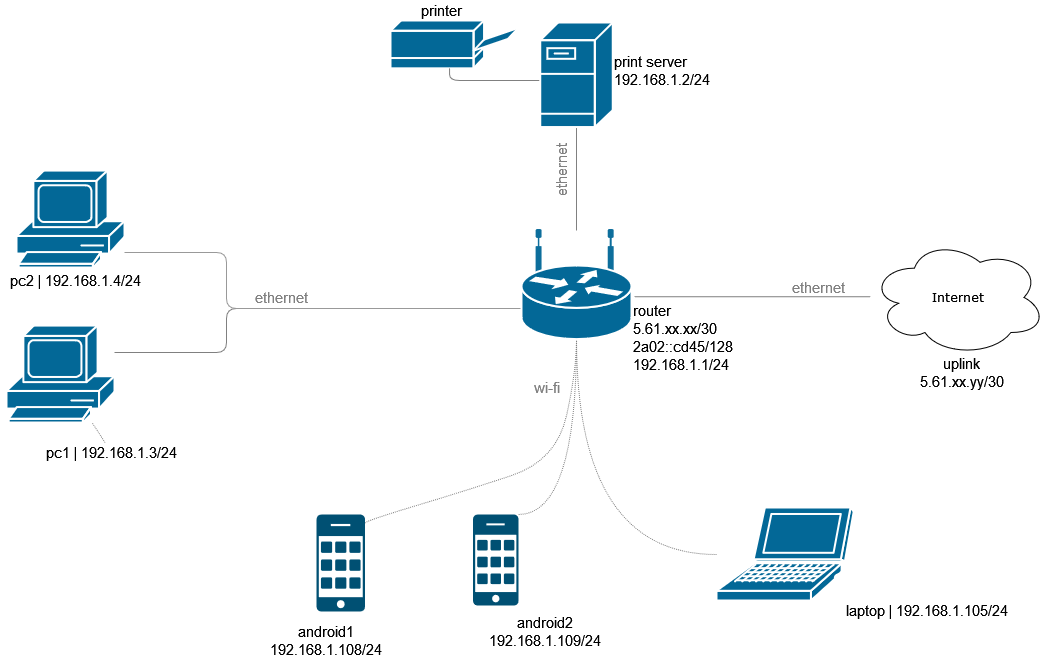 printer
print server
192.168.1.2/24
ethernet
pc2 | 192.168.1.4/24
ethernet
ethernet
Internet
router
5.61.xx.xx/30
2a02::cd45/128
192.168.1.1/24
uplink
5.61.xx.yy/30
wi-fi
pc1 | 192.168.1.3/24
android1
192.168.1.108/24
android2
192.168.1.109/24
laptop | 192.168.1.105/24